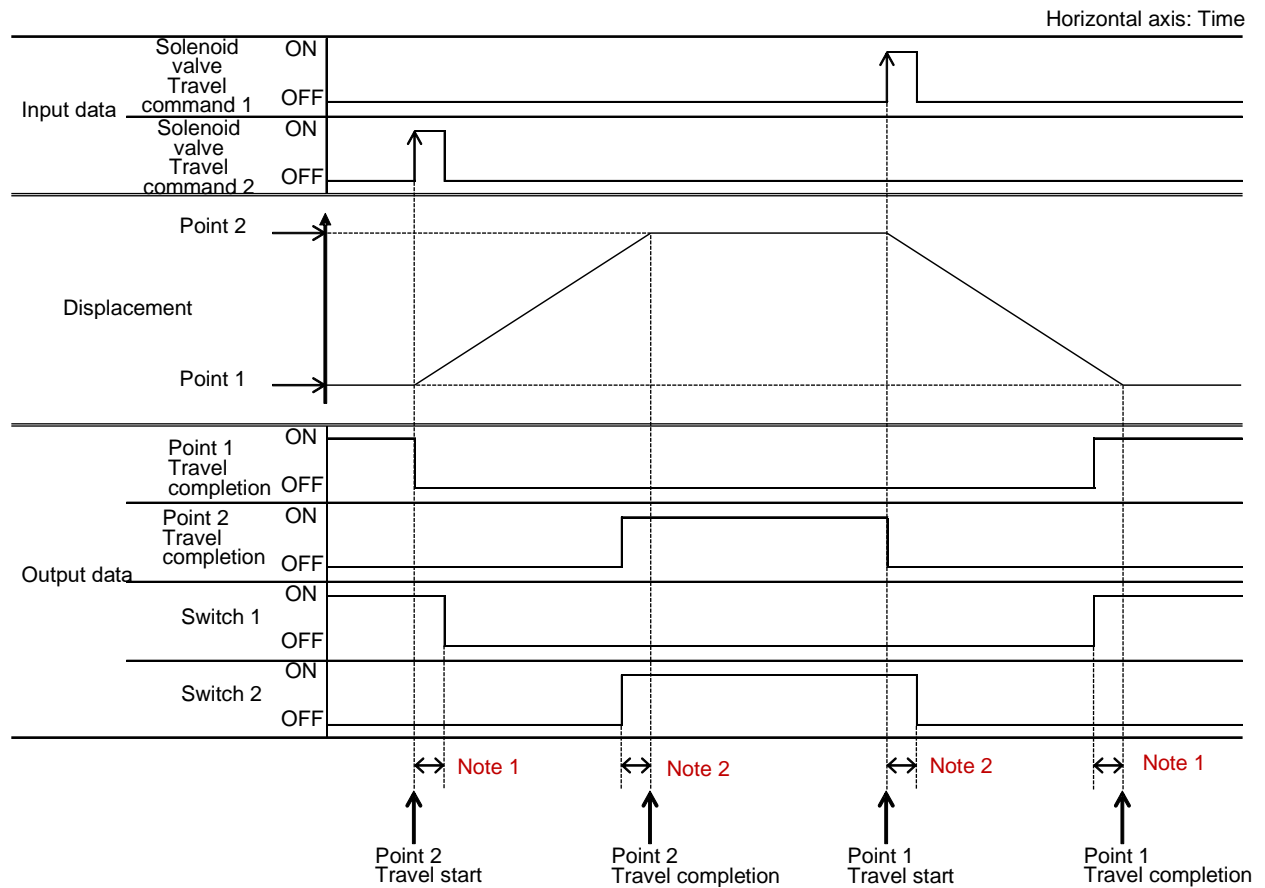 Horizontal axis: Time
Input data
Solenoid
valve
Travel
command 1
ON
OFF
Solenoid
valve
Travel
command 2
ON
OFF
Displacement
Point 2
Point 1
Output data
Point 1
Travel
completion
ON
OFF
Point 2
Travel
completion
ON
OFF
Switch 1
ON
OFF
Switch 2
ON
OFF
Note 1
Note 2
Note 2
Note 1
Point 2
Travel start
Point 2
Travel completion
Point 1
Travel start
Point 1
Travel completion